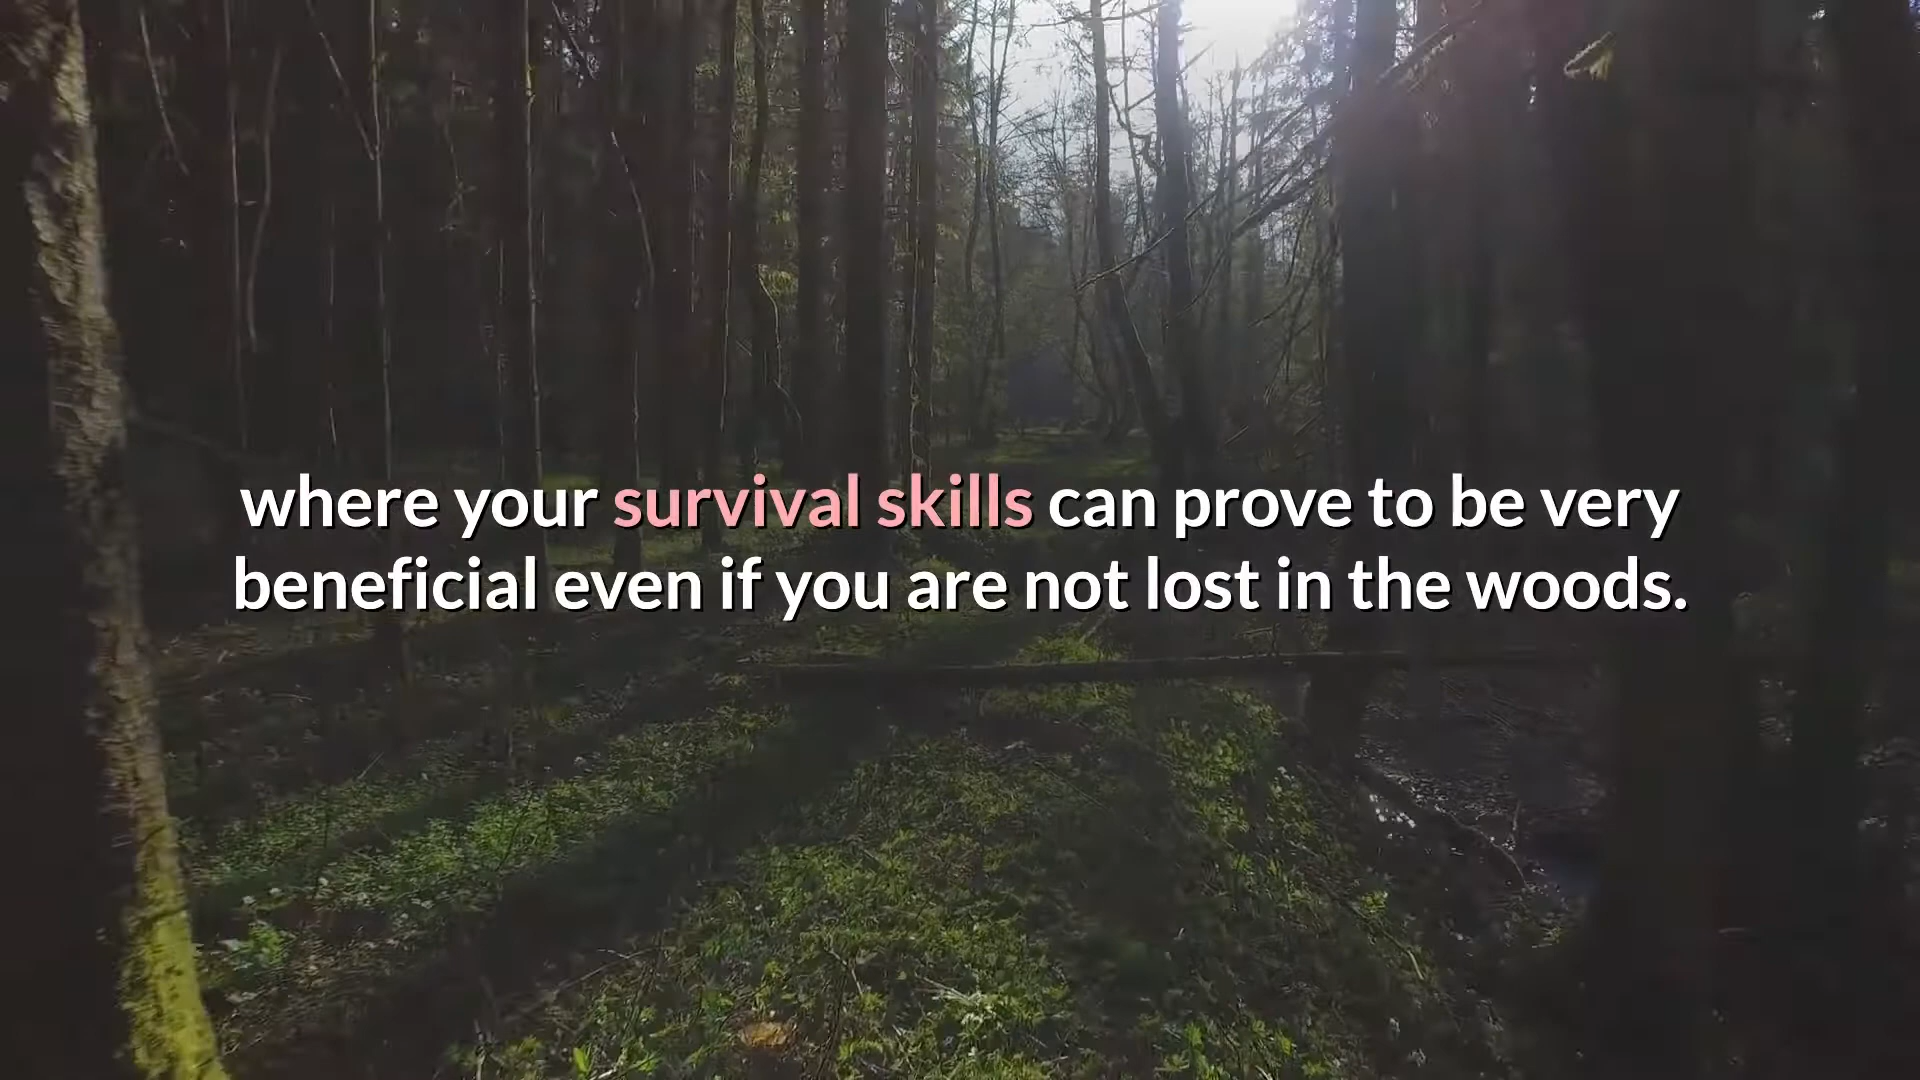 where your survival skills can prove to be very
beneficial even if you are not lost in the woods.